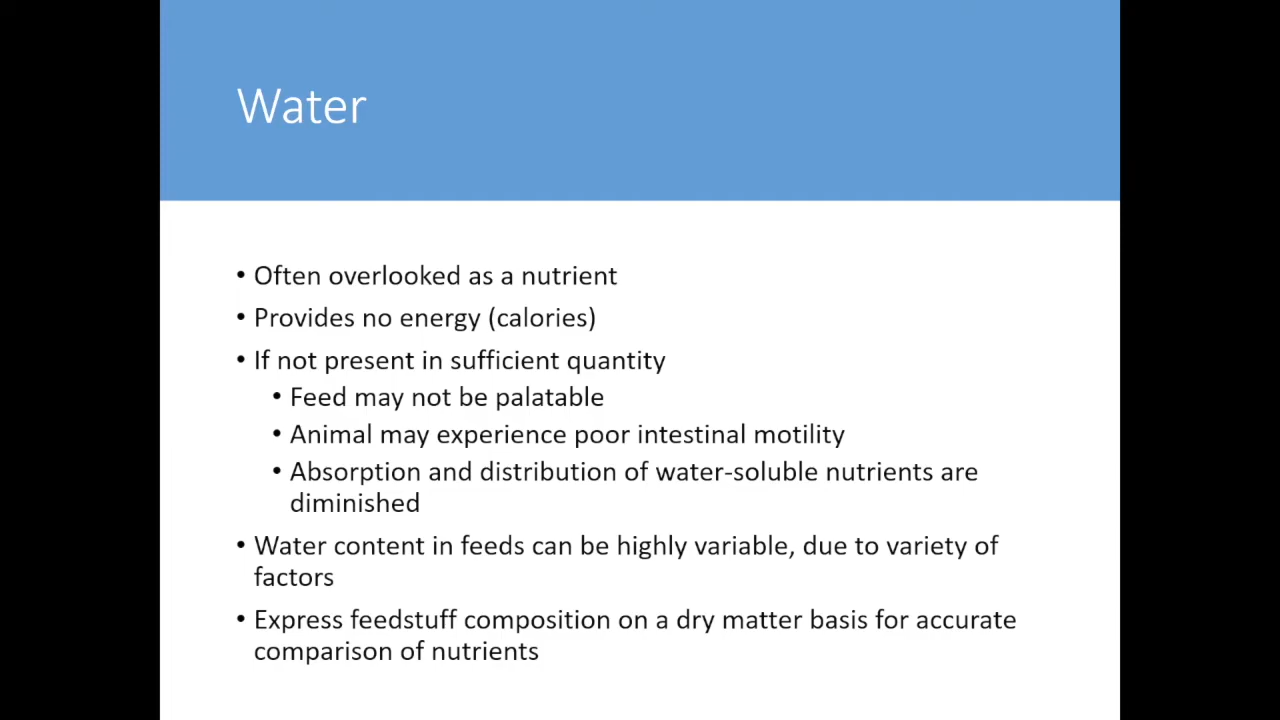 Water
• Often overlooked as a nutrient
• Provides no energy (calories)
• If not present in sufficient quantity
• Feed may not be palatable
• Animal may experience poor intestinal motility
• Absorption and distribution of water-soluble nutrients are
diminished
• Water content in feeds can be highly variable, due to variety of
factors
• Express feedstuff composition on a dry matter basis for accurate
comparison of nutrients